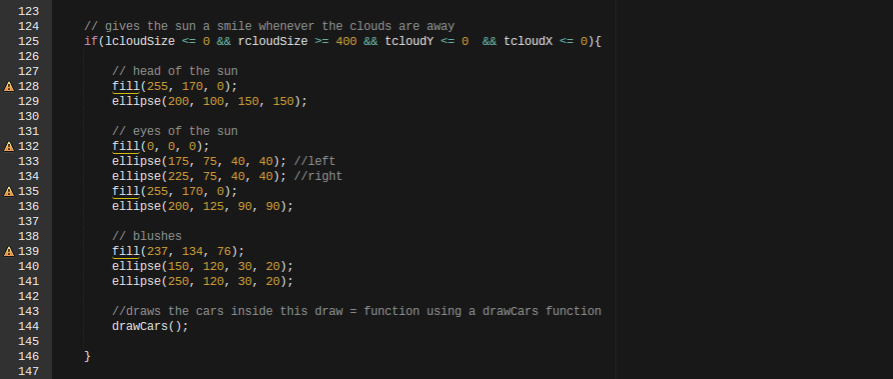 123
124 // gives the sun a smile whenever the clouds are away
125 if(lcloudSize <= 0 && rcloudSize >= 400 && tcloudY <= 0  && tcloudX <= 0){
126
127 // head of the sun
128 fill(255, 170, 0);
129 ellipse(200, 100, 150, 150);
130
131 // eyes of the sun
132 fill(0, 0, 0);
133 ellipse(175, 75, 40, 40); //left
134 ellipse(225, 75, 40, 40); //right
135 fill(255, 170, 0);
136 ellipse(200, 125, 90, 90);
137
138 // blushes
139 fill(237, 134, 76);
140 ellipse(150, 120, 30, 20);
141 ellipse(250, 120, 30, 20);
142
143 //draws the cars inside this draw = function using a drawCars function
144 drawCars();
145
146 }
147